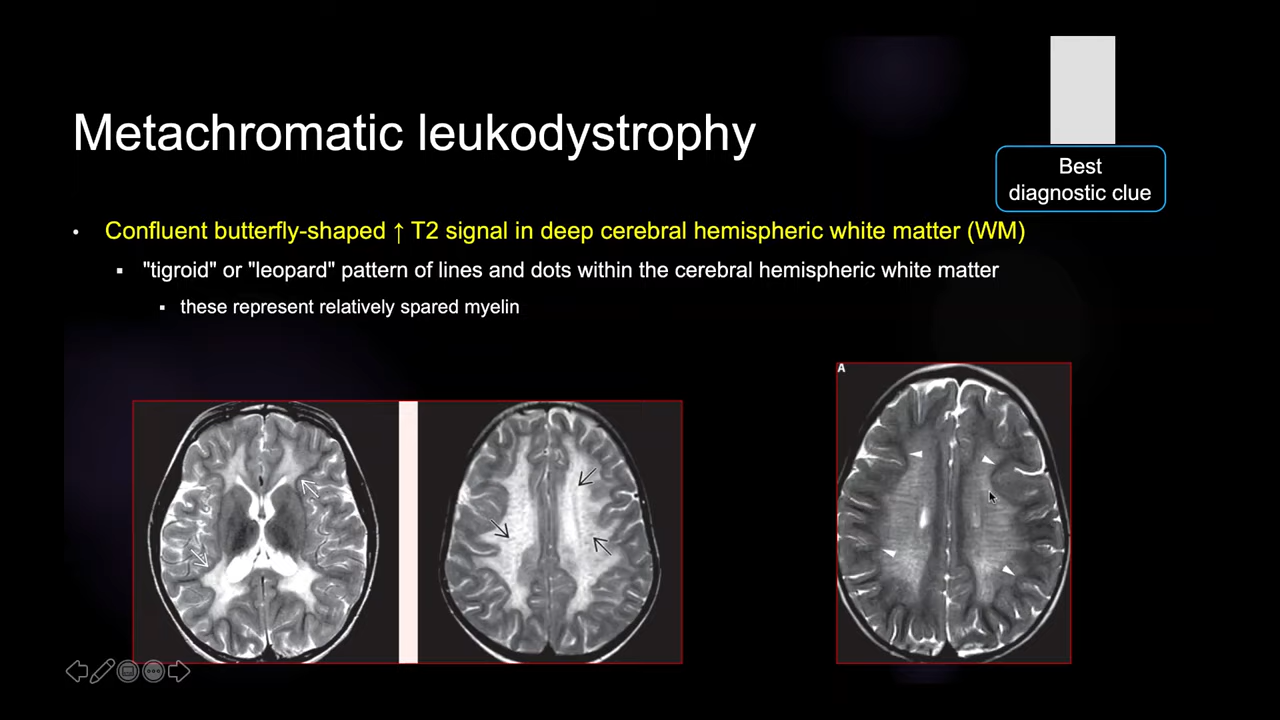 Metachromatic leukodystrophy
Best
diagnostic clue
• Confluent butterfly-shaped ↑ T2 signal in deep cerebral hemispheric white matter (WM)
▪ "tigroid" or "leopard" pattern of lines and dots within the cerebral hemispheric white matter
▪ these represent relatively spared myelin
A